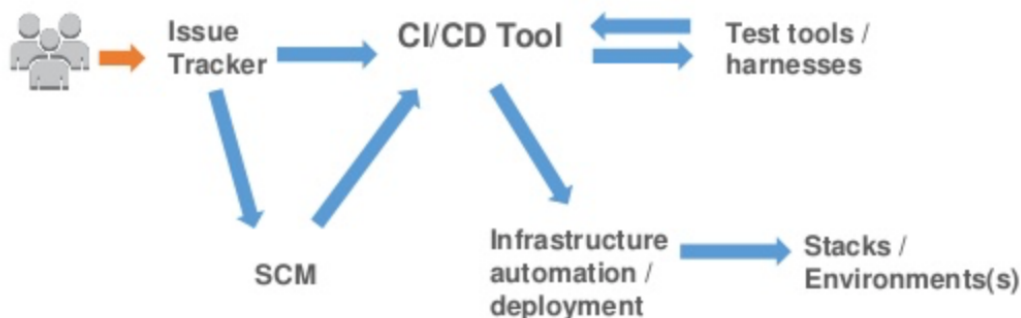 Issue
Tracker
CI/CD Tool
Test tools /
harnesses
SCM
Infrastructure
automation /
deployment
Stacks /
Environments(s)